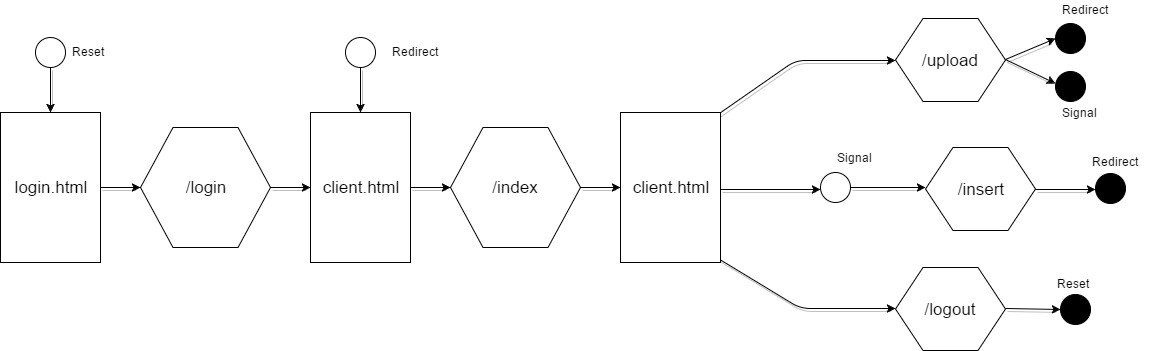 Reset
Redirect
Redirect
/upload
Signal
login.html
/login
client.html
/index
client.html
Signal
/insert
Redirect
/logout
Reset